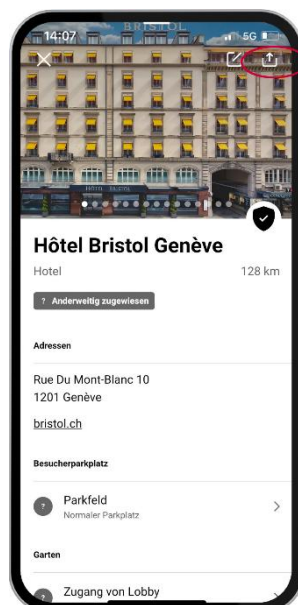 BRISTOL
14:07
5G
HÔTEL BRISTOL
Hôtel Bristol Genève
Hotel
128 km
? Anderweitig zugewiesen
Adressen
Rue Du Mont-Blanc 10
1201 Genève
bristol.ch
Besucherparkplatz
? Parkfeld
Normaler Parkplatz
Garten
? Zugang von Lobby